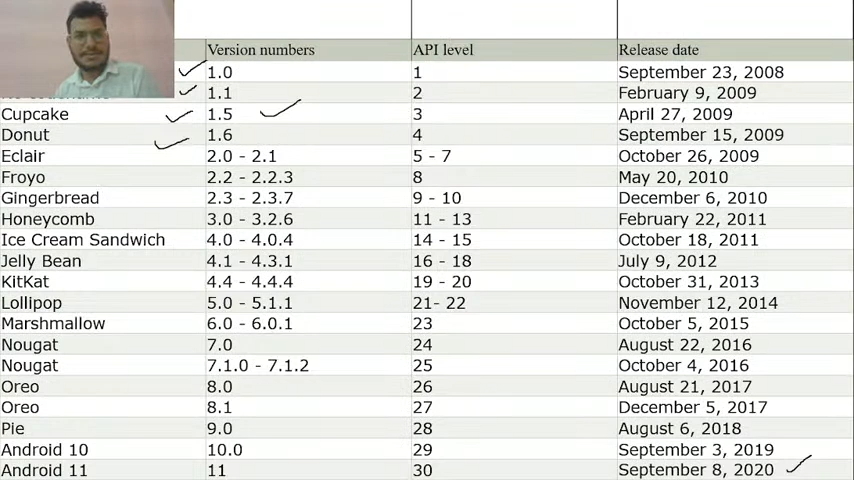 Version numbers API level Release date
1.0 1 September 23, 2008
1.1 2 February 9, 2009
Cupcake 1.5 3 April 27, 2009
Donut 1.6 4 September 15, 2009
Eclair 2.0 - 2.1 5 - 7 October 26, 2009
Froyo 2.2 - 2.2.3 8 May 20, 2010
Gingerbread 2.3 - 2.3.7 9 - 10 December 6, 2010
Honeycomb 3.0 - 3.2.6 11 - 13 February 22, 2011
Ice Cream Sandwich 4.0 - 4.0.4 14 - 15 October 18, 2011
Jelly Bean 4.1 - 4.3.1 16 - 18 July 9, 2012
KitKat 4.4 - 4.4.4 19 - 20 October 31, 2013
Lollipop 5.0 - 5.1.1 21- 22 November 12, 2014
Marshmallow 6.0 - 6.0.1 23 October 5, 2015
Nougat 7.0 24 August 22, 2016
Nougat 7.1.0 - 7.1.2 25 October 4, 2016
Oreo 8.0 26 August 21, 2017
Oreo 8.1 27 December 5, 2017
Pie 9.0 28 August 6, 2018
Android 10 10.0 29 September 3, 2019
Android 11 11 30 September 8, 2020